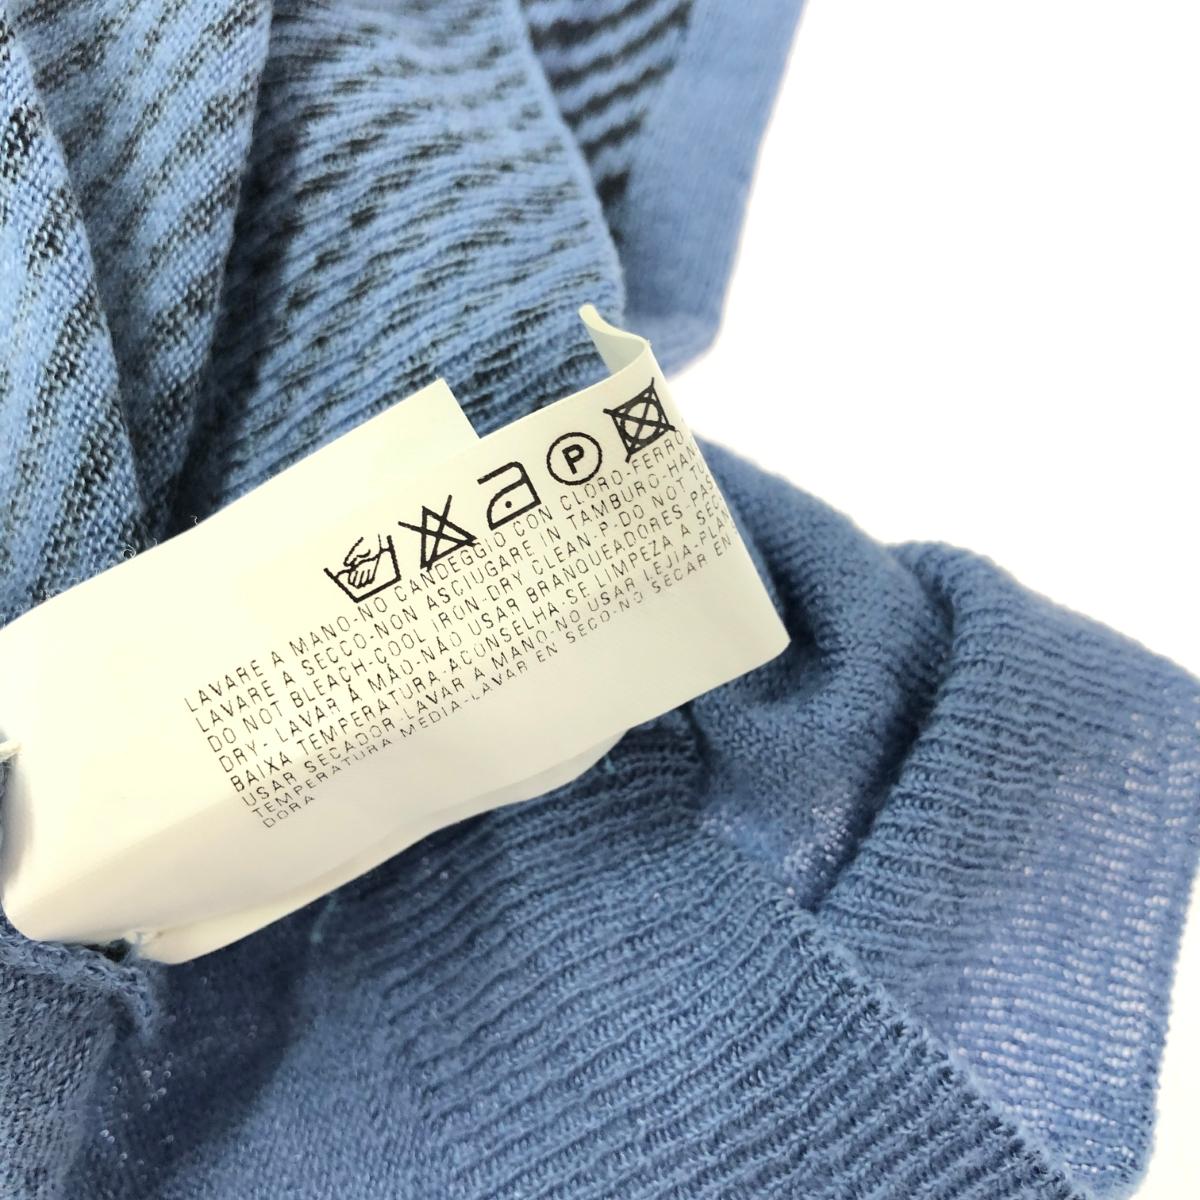 P
LAVARE A MANO-NO CANDEGGIO CON CLORO-FERRO
LAVARE A SECCO-NON ASCIUGARE IN TAMBURO-HAN
DO NOT BLEACH-COOL IRON-DRY CLEAN P-DO NOT TU
DRY- LAVAR À MÃO-NÃO USAR BRANQUEADORES-PAS
BAIXA TEMPERATURA-ACONSELHA-SE LIMPEZA A SEC
USAR SECADOR-LAVAR A MANO-NO USAR LEJIA-PLAN
TEMPERATURA MEDIA-LAVAR EN SECO-NO SECAR EN
DORA